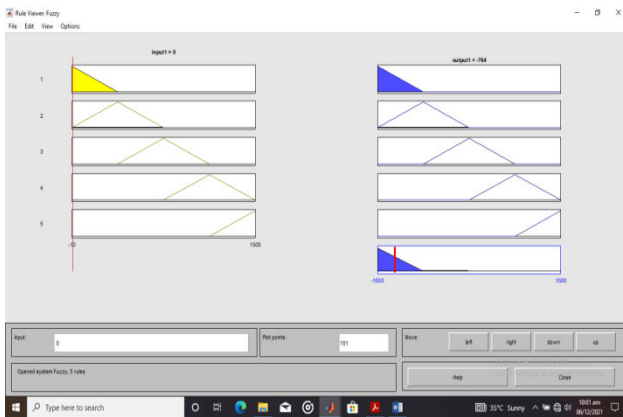 Rule Viewer Fuzzy
File Edit View Options
input1 = 0
output1 = -764
1
2
3
4
5
-10
1500
-1000
1500
Input:
0
Plot points:
101
Move:
left
right
down
up
Opened system Fuzzy, 5 rules
Help
Close
Type here to search
35°C Sunny
10:01 am
06/12/2021